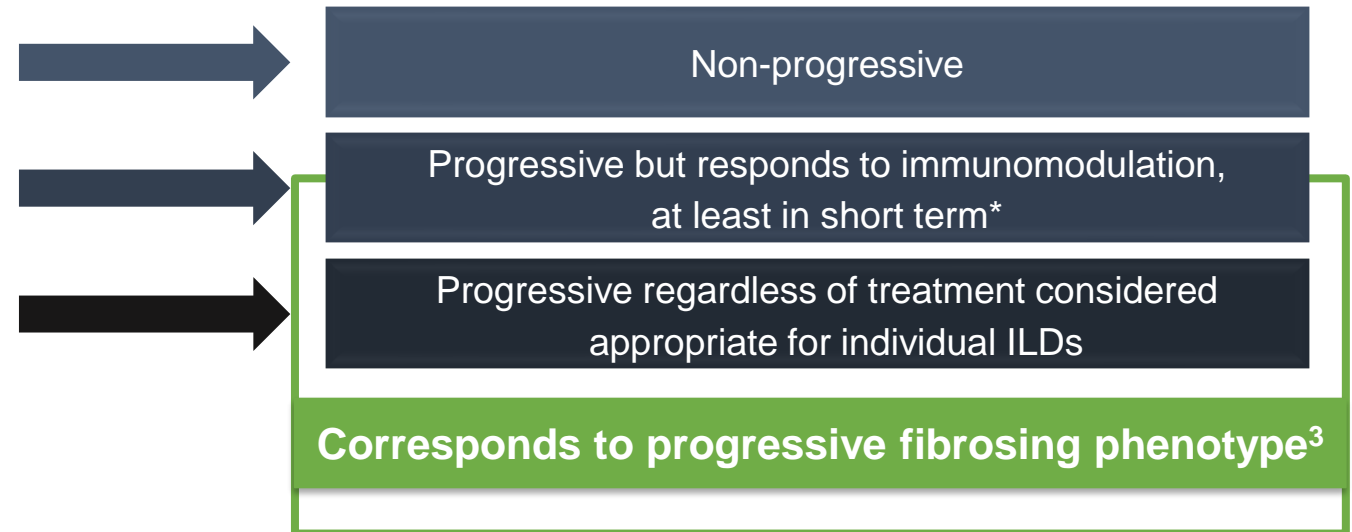 Non-progressive
Progressive but responds to immunomodulation,
at least in short term*
Progressive regardless of treatment considered
appropriate for individual ILDs
Corresponds to progressive fibrosing phenotype³